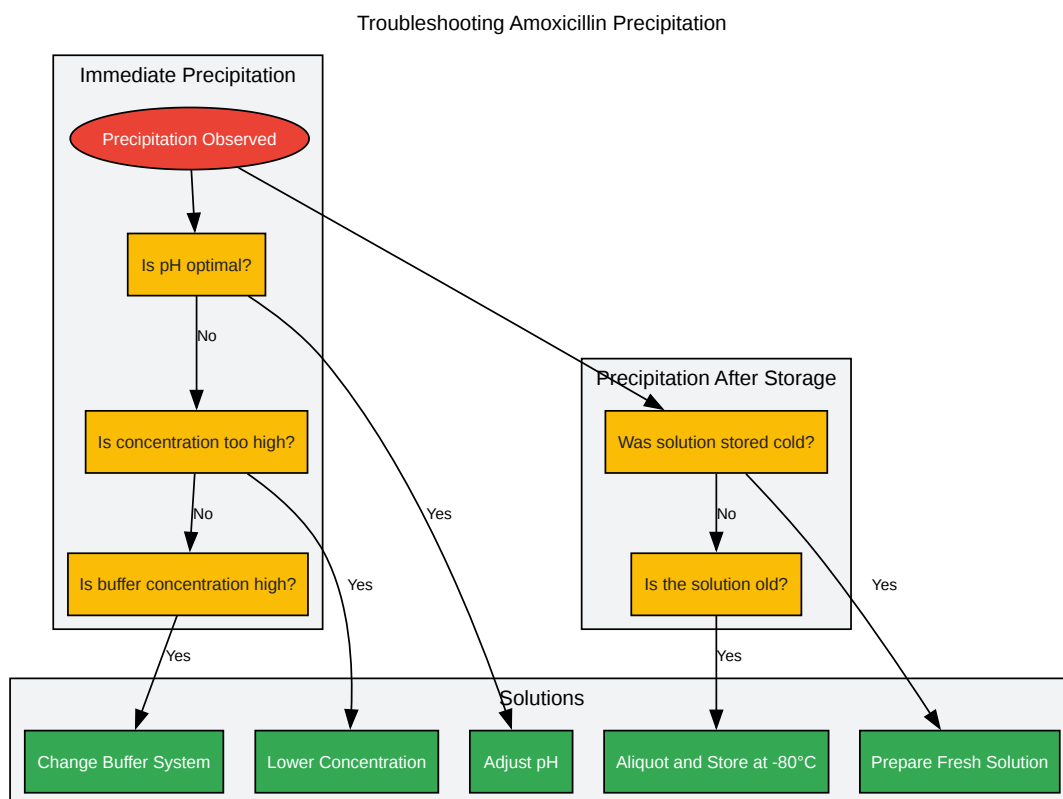 Troubleshooting Amoxicillin Precipitation
Immediate Precipitation
Precipitation Observed
Is pH optimal?
No
Precipitation After Storage
Is concentration too high?
Was solution stored cold?
No
Yes
No
Is buffer concentration high?
Yes
Is the solution old?
Yes
Yes
Yes
Solutions
Change Buffer System
Lower Concentration
Adjust pH
Aliquot and Store at -80°C
Prepare Fresh Solution